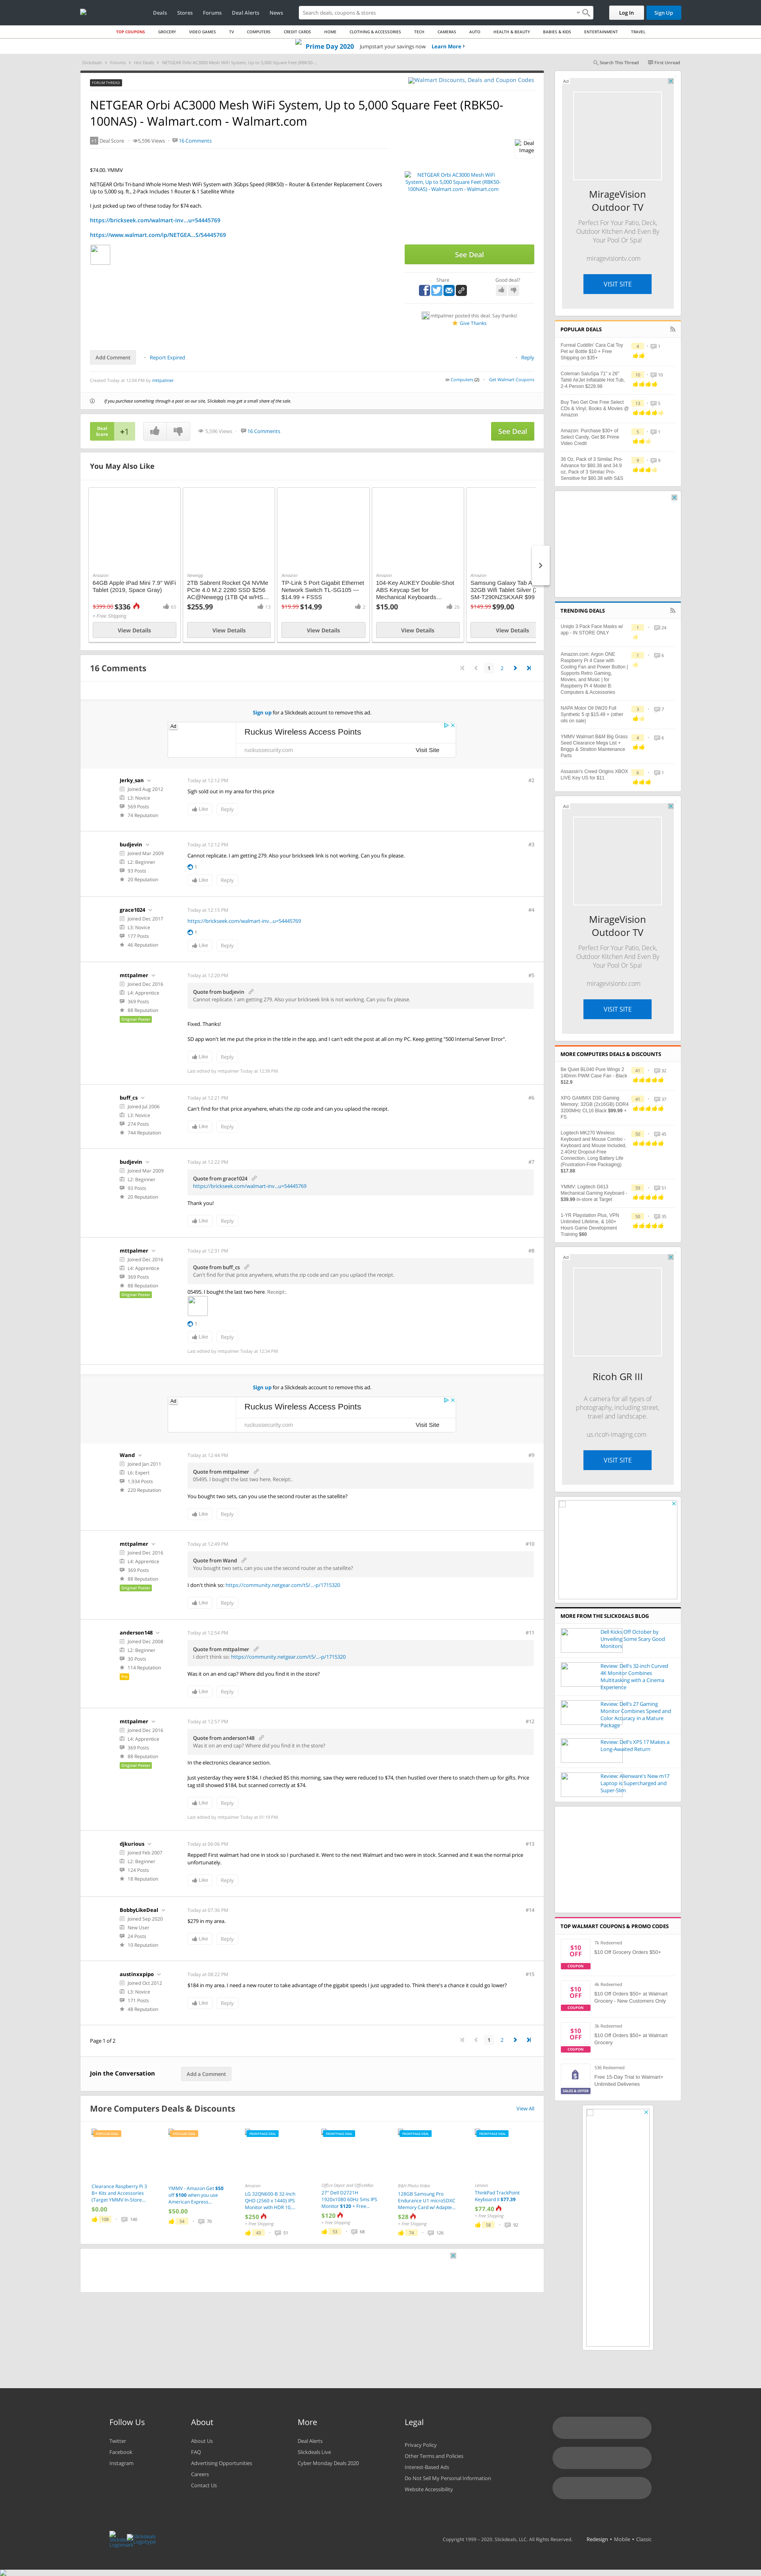 Deals Stores Forums Deal Alerts News
Search deals, coupons & stores
Log In Sign Up
TOP COUPONS GROCERY VIDEO GAMES TV COMPUTERS CREDIT CARDS HOME CLOTHING & ACCESSORIES TECH CAMERAS AUTO HEALTH & BEAUTY BABIES & KIDS ENTERTAINMENT TRAVEL
Prime Day 2020 Jumpstart your savings now Learn More
Slickdeals > Forums > Hot Deals > NETGEAR Orbi AC3000 Mesh WiFi System, Up to 5,000 Square Feet (RBK50-...
Search This Thread First Unread
FORUM THREAD
Walmart Discounts, Deals and Coupon Codes
NETGEAR Orbi AC3000 Mesh WiFi System, Up to 5,000 Square Feet (RBK50-100NAS) - Walmart.com - Walmart.com
+1 Deal Score 5,596 Views 16 Comments
Deal Image
$74.00. YMMV
NETGEAR Orbi Tri-band Whole Home Mesh WiFi System with 3Gbps Speed (RBK50) – Router & Extender Replacement Covers Up to 5,000 sq. ft., 2-Pack Includes 1 Router & 1 Satellite White
I just picked up two of these today for $74 each.
https://brickseek.com/walmart-inv...u=54445769
https://www.walmart.com/ip/NETGEA...S/54445769
NETGEAR Orbi AC3000 Mesh WiFi System, Up to 5,000 Square Feet (RBK50-100NAS) - Walmart.com - Walmart.com
See Deal
Share Good deal?
mttpalmer posted this deal. Say thanks!
Give Thanks
Add Comment Report Expired Reply
Created Today at 12:04 PM by mttpalmer
Computers (2) Get Walmart Coupons
If you purchase something through a post on our site, Slickdeals may get a small share of the sale.
Deal Score +1 5,596 Views 16 Comments See Deal
You May Also Like
Amazon
64GB Apple iPad Mini 7.9" WiFi Tablet (2019, Space Gray)
$399.00 $336
+ Free Shipping
View Details
Newegg
2TB Sabrent Rocket Q4 NVMe PCIe 4.0 M.2 2280 SSD $256 AC@Newegg (1TB Q4 w/HS...
$255.99 13
View Details
Amazon
TP-Link 5 Port Gigabit Ethernet Network Switch TL-SG105 --- $14.99 + FSSS
$19.99 $14.99 2
View Details
Amazon
104-Key AUKEY Double-Shot ABS Keycap Set for Mechanical Keyboards...
$15.00 26
View Details
Amazon
Samsung Galaxy Tab A
32GB Wifi Tablet Silver (2
SM-T290NZSKXAR $99
$149.99 $99.00
View Details
16 Comments
1 2
Sign up for a Slickdeals account to remove this ad.
Ad
Ruckus Wireless Access Points
ruckussecurity.com Visit Site
Jerky_san
Joined Aug 2012
L3: Novice
569 Posts
74 Reputation
Today at 12:12 PM #2
Sigh sold out in my area for this price
Like Reply
budjevin
Joined Mar 2009
L2: Beginner
93 Posts
20 Reputation
Today at 12:12 PM #3
Cannot replicate. I am getting 279. Also your brickseek link is not working. Can you fix please.
1
Like Reply
grace1024
Joined Dec 2017
L3: Novice
177 Posts
46 Reputation
Today at 12:15 PM #4
https://brickseek.com/walmart-inv...u=54445769
1
Like Reply
mttpalmer
Joined Dec 2016
L4: Apprentice
369 Posts
88 Reputation
Original Poster
Today at 12:20 PM #5
Quote from budjevin
Cannot replicate. I am getting 279. Also your brickseek link is not working. Can you fix please.
Fixed. Thanks!
SD app won't let me put the price in the title in the app, and I can't edit the post at all on my PC. Keep getting "500 Internal Server Error".
Like Reply
Last edited by mttpalmer Today at 12:39 PM
buff_cs
Joined Jul 2006
L3: Novice
274 Posts
744 Reputation
Today at 12:21 PM #6
Can't find for that price anywhere, whats the zip code and can you upload the receipt.
Like Reply
budjevin
Joined Mar 2009
L2: Beginner
93 Posts
20 Reputation
Today at 12:22 PM #7
Quote from grace1024
https://brickseek.com/walmart-inv...u=54445769
Thank you!
Like Reply
mttpalmer
Joined Dec 2016
L4: Apprentice
369 Posts
88 Reputation
Original Poster
Today at 12:31 PM #8
Quote from buff_cs
Can't find for that price anywhere, whats the zip code and can you upload the receipt.
05495. I bought the last two here. Receipt:.
1
Like Reply
Last edited by mttpalmer Today at 12:34 PM
Sign up for a Slickdeals account to remove this ad.
Ad
Ruckus Wireless Access Points
ruckussecurity.com Visit Site
Wand
Joined Jan 2011
L6: Expert
1,934 Posts
220 Reputation
Today at 12:44 PM #9
Quote from mttpalmer
05495. I bought the last two here. Receipt:.
You bought two sets, can you use the second router as the satellite?
Like Reply
mttpalmer
Joined Dec 2016
L4: Apprentice
369 Posts
88 Reputation
Original Poster
Today at 12:49 PM #10
Quote from Wand
You bought two sets, can you use the second router as the satellite?
I don't think so: https://community.netgear.com/t5/...-p/1715320
Like Reply
anderson148
Joined Dec 2008
L2: Beginner
30 Posts
114 Reputation
Pro
Today at 12:54 PM #11
Quote from mttpalmer
I don't think so: https://community.netgear.com/t5/...-p/1715320
Was it on an end cap? Where did you find it in the store?
Like Reply
mttpalmer
Joined Dec 2016
L4: Apprentice
369 Posts
88 Reputation
Original Poster
Today at 12:57 PM #12
Quote from anderson148
Was it on an end cap? Where did you find it in the store?
In the electronics clearance section.
Just yesterday they were $184. I checked BS this morning, saw they were reduced to $74, then hustled over there to snatch them up for gifts. Price tag still showed $184, but scanned correctly at $74.
Like Reply
Last edited by mttpalmer Today at 01:19 PM
djkurious
Joined Feb 2007
L2: Beginner
124 Posts
18 Reputation
Today at 06:06 PM #13
Repped! First walmart had one in stock so I purchased it. Went to the next Walmart and two were in stock. Scanned and it was the normal price unfortunately.
Like Reply
BobbyLikeDeal
Joined Sep 2020
New User
24 Posts
10 Reputation
Today at 07:36 PM #14
$279 in my area.
Like Reply
austinxxpipo
Joined Oct 2012
L3: Novice
171 Posts
48 Reputation
Today at 08:22 PM #15
$184 in my area. I need a new router to take advantage of the gigabit speeds I just upgraded to. Think there's a chance it could go lower?
Like Reply
Page 1 of 2
1 2
Join the Conversation Add a Comment
More Computers Deals & Discounts View All
Clearance Raspberry Pi 3 B+ Kits and Accessories (Target YMMV In-Store...
$0.00
108 140
YMMV - Amazon Get $50 off $100 when you use American Express...
$50.00
54 70
FRONTPAGE DEAL
Amazon
LG 32QN600-B 32 inch QHD (2560 x 1440) IPS Monitor with HDR 10,...
$250
+ Free Shipping
43 51
FRONTPAGE DEAL
Office Depot and OfficeMax
27" Dell D2721H 1920x1080 60Hz 5ms IPS Monitor $120 + Free...
$120
+ Free Shipping
53 68
FRONTPAGE DEAL
B&H Photo Video
128GB Samsung Pro Endurance U1 microSDXC Memory Card w/ Adapte...
$28
+ Free Shipping
74 126
FRONTPAGE DEAL
Lenovo
ThinkPad TrackPoint Keyboard II $77.39
$77.40
+ Free Shipping
58 92
Ad
MirageVision Outdoor TV
Perfect For Your Patio, Deck, Outdoor Kitchen And Even By Your Pool Or Spa!
miragevisiontv.com
VISIT SITE
POPULAR DEALS
Furreal Cuddlin' Cara Cat Toy Pet w/ Bottle $10 + Free Shipping on $35+
4 1
Coleman SaluSpa 71" x 26" Tahiti AirJet Inflatable Hot Tub, 2-4 Person $228.98
10 10
Buy Two Get One Free Select CDs & Vinyl, Books & Movies @ Amazon
13 5
Amazon: Purchase $30+ of Select Candy, Get $6 Prime Video Credit
5 1
36 Oz, Pack of 3 Similac Pro-Advance for $80.38 and 34.9 oz, Pack of 3 Similac Pro-Sensitive for $80.38 with S&S
9 9
TRENDING DEALS
Uniqlo 3 Pack Face Masks w/ app - IN STORE ONLY
1 24
Amazon.com: Argon ONE Raspberry Pi 4 Case with Cooling Fan and Power Button | Supports Retro Gaming, Movies, and Music | for Raspberry Pi 4 Model B: Computers & Accessories
1 6
NAPA Motor Oil 0W20 Full Synthetic 5 qt $15.49 + (other oils on sale)
3 7
YMMV Walmart B&M Big Grass Seed Clearance Mega List + Briggs & Stratton Maintenance Parts
4 6
Assassin's Creed Origins XBOX LIVE Key US for $11
6 1
Ad
MirageVision Outdoor TV
Perfect For Your Patio, Deck, Outdoor Kitchen And Even By Your Pool Or Spa!
miragevisiontv.com
VISIT SITE
MORE COMPUTERS DEALS & DISCOUNTS
Be Quiet BL040 Pure Wings 2 140mm PWM Case Fan - Black $12.9
41 32
XPG GAMMIX D30 Gaming Memory: 32GB (2x16GB) DDR4 3200MHz CL16 Black $99.99 + FS
41 37
Logitech MK270 Wireless Keyboard and Mouse Combo - Keyboard and Mouse Included, 2.4GHz Dropout-Free Connection, Long Battery Life (Frustration-Free Packaging) $17.88
50 45
YMMV: Logitech G613 Mechanical Gaming Keyboard - $39.99 in-store at Target
59 51
1-YR Playstation Plus, VPN Unlimited Lifetime, & 160+ Hours Game Development Training $60
50 35
Ad
Ricoh GR III
A camera for all types of photography, including street, travel and landscape.
us.ricoh-imaging.com
VISIT SITE
MORE FROM THE SLICKDEALS BLOG
Dell Kicks Off October by Unveiling Some Scary Good Monitors
Review: Dell's 32-inch Curved 4K Monitor Combines Multitasking with a Cinema Experience
Review: Dell's 27 Gaming Monitor Combines Speed and Color Accuracy in a Mature Package
Review: Dell's XPS 17 Makes a Long-Awaited Return
Review: Alienware's New m17 Laptop is Supercharged and Super-Slim
TOP WALMART COUPONS & PROMO CODES
$10 OFF COUPON
7k Redeemed
$10 Off Grocery Orders $50+
$10 OFF COUPON
4k Redeemed
$10 Off Orders $50+ at Walmart Grocery - New Customers Only
$10 OFF COUPON
3k Redeemed
$10 Off Orders $50+ at Walmart Grocery
SALES & OFFER
536 Redeemed
Free 15-Day Trial to Walmart+ Unlimited Deliveries
Follow Us
Twitter
Facebook
Instagram
About
About Us
FAQ
Advertising Opportunities
Careers
Contact Us
More
Deal Alerts
Slickdeals Live
Cyber Monday Deals 2020
Legal
Privacy Policy
Other Terms and Policies
Interest-Based Ads
Do Not Sell My Personal Information
Website Accessibility
Copyright 1999 – 2020. Slickdeals, LLC. All Rights Reserved. Redesign • Mobile • Classic